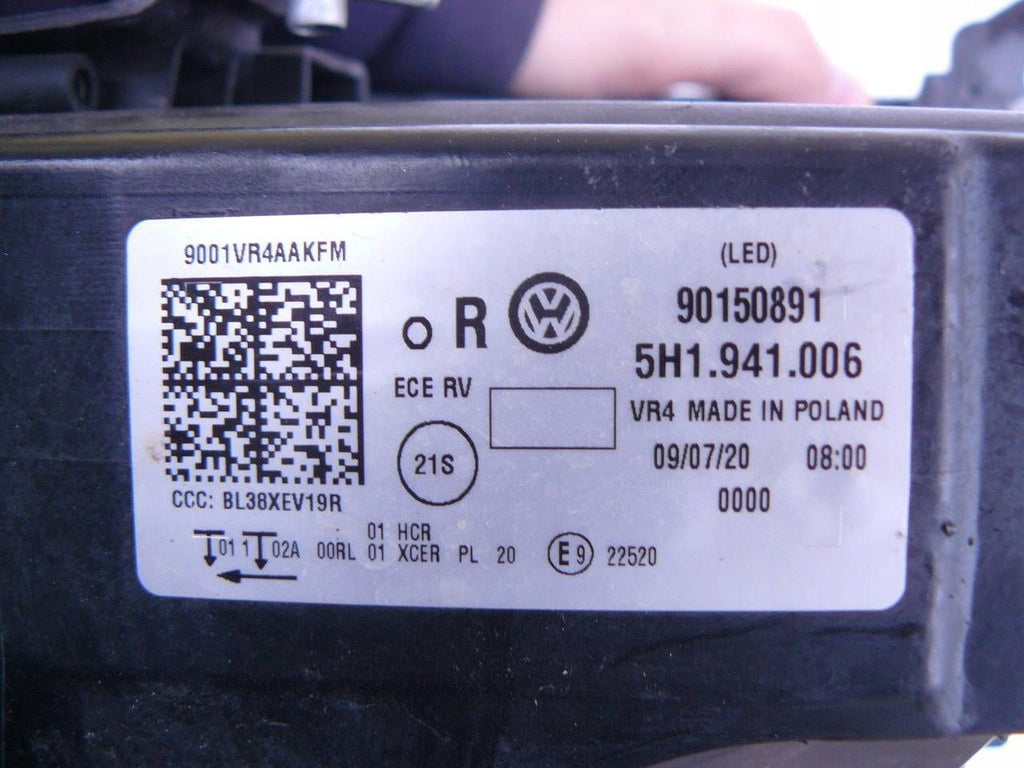 9001VR4AAKFM
CCC: BL38XEV19R
O R
ECE RV
21S
(LED)
90150891
5H1.941.006
VR4 MADE IN POLAND
09/07/20 08:00
0000
01 HCR
01 1 02A 00RL 01 XCER PL 20 E9 22520